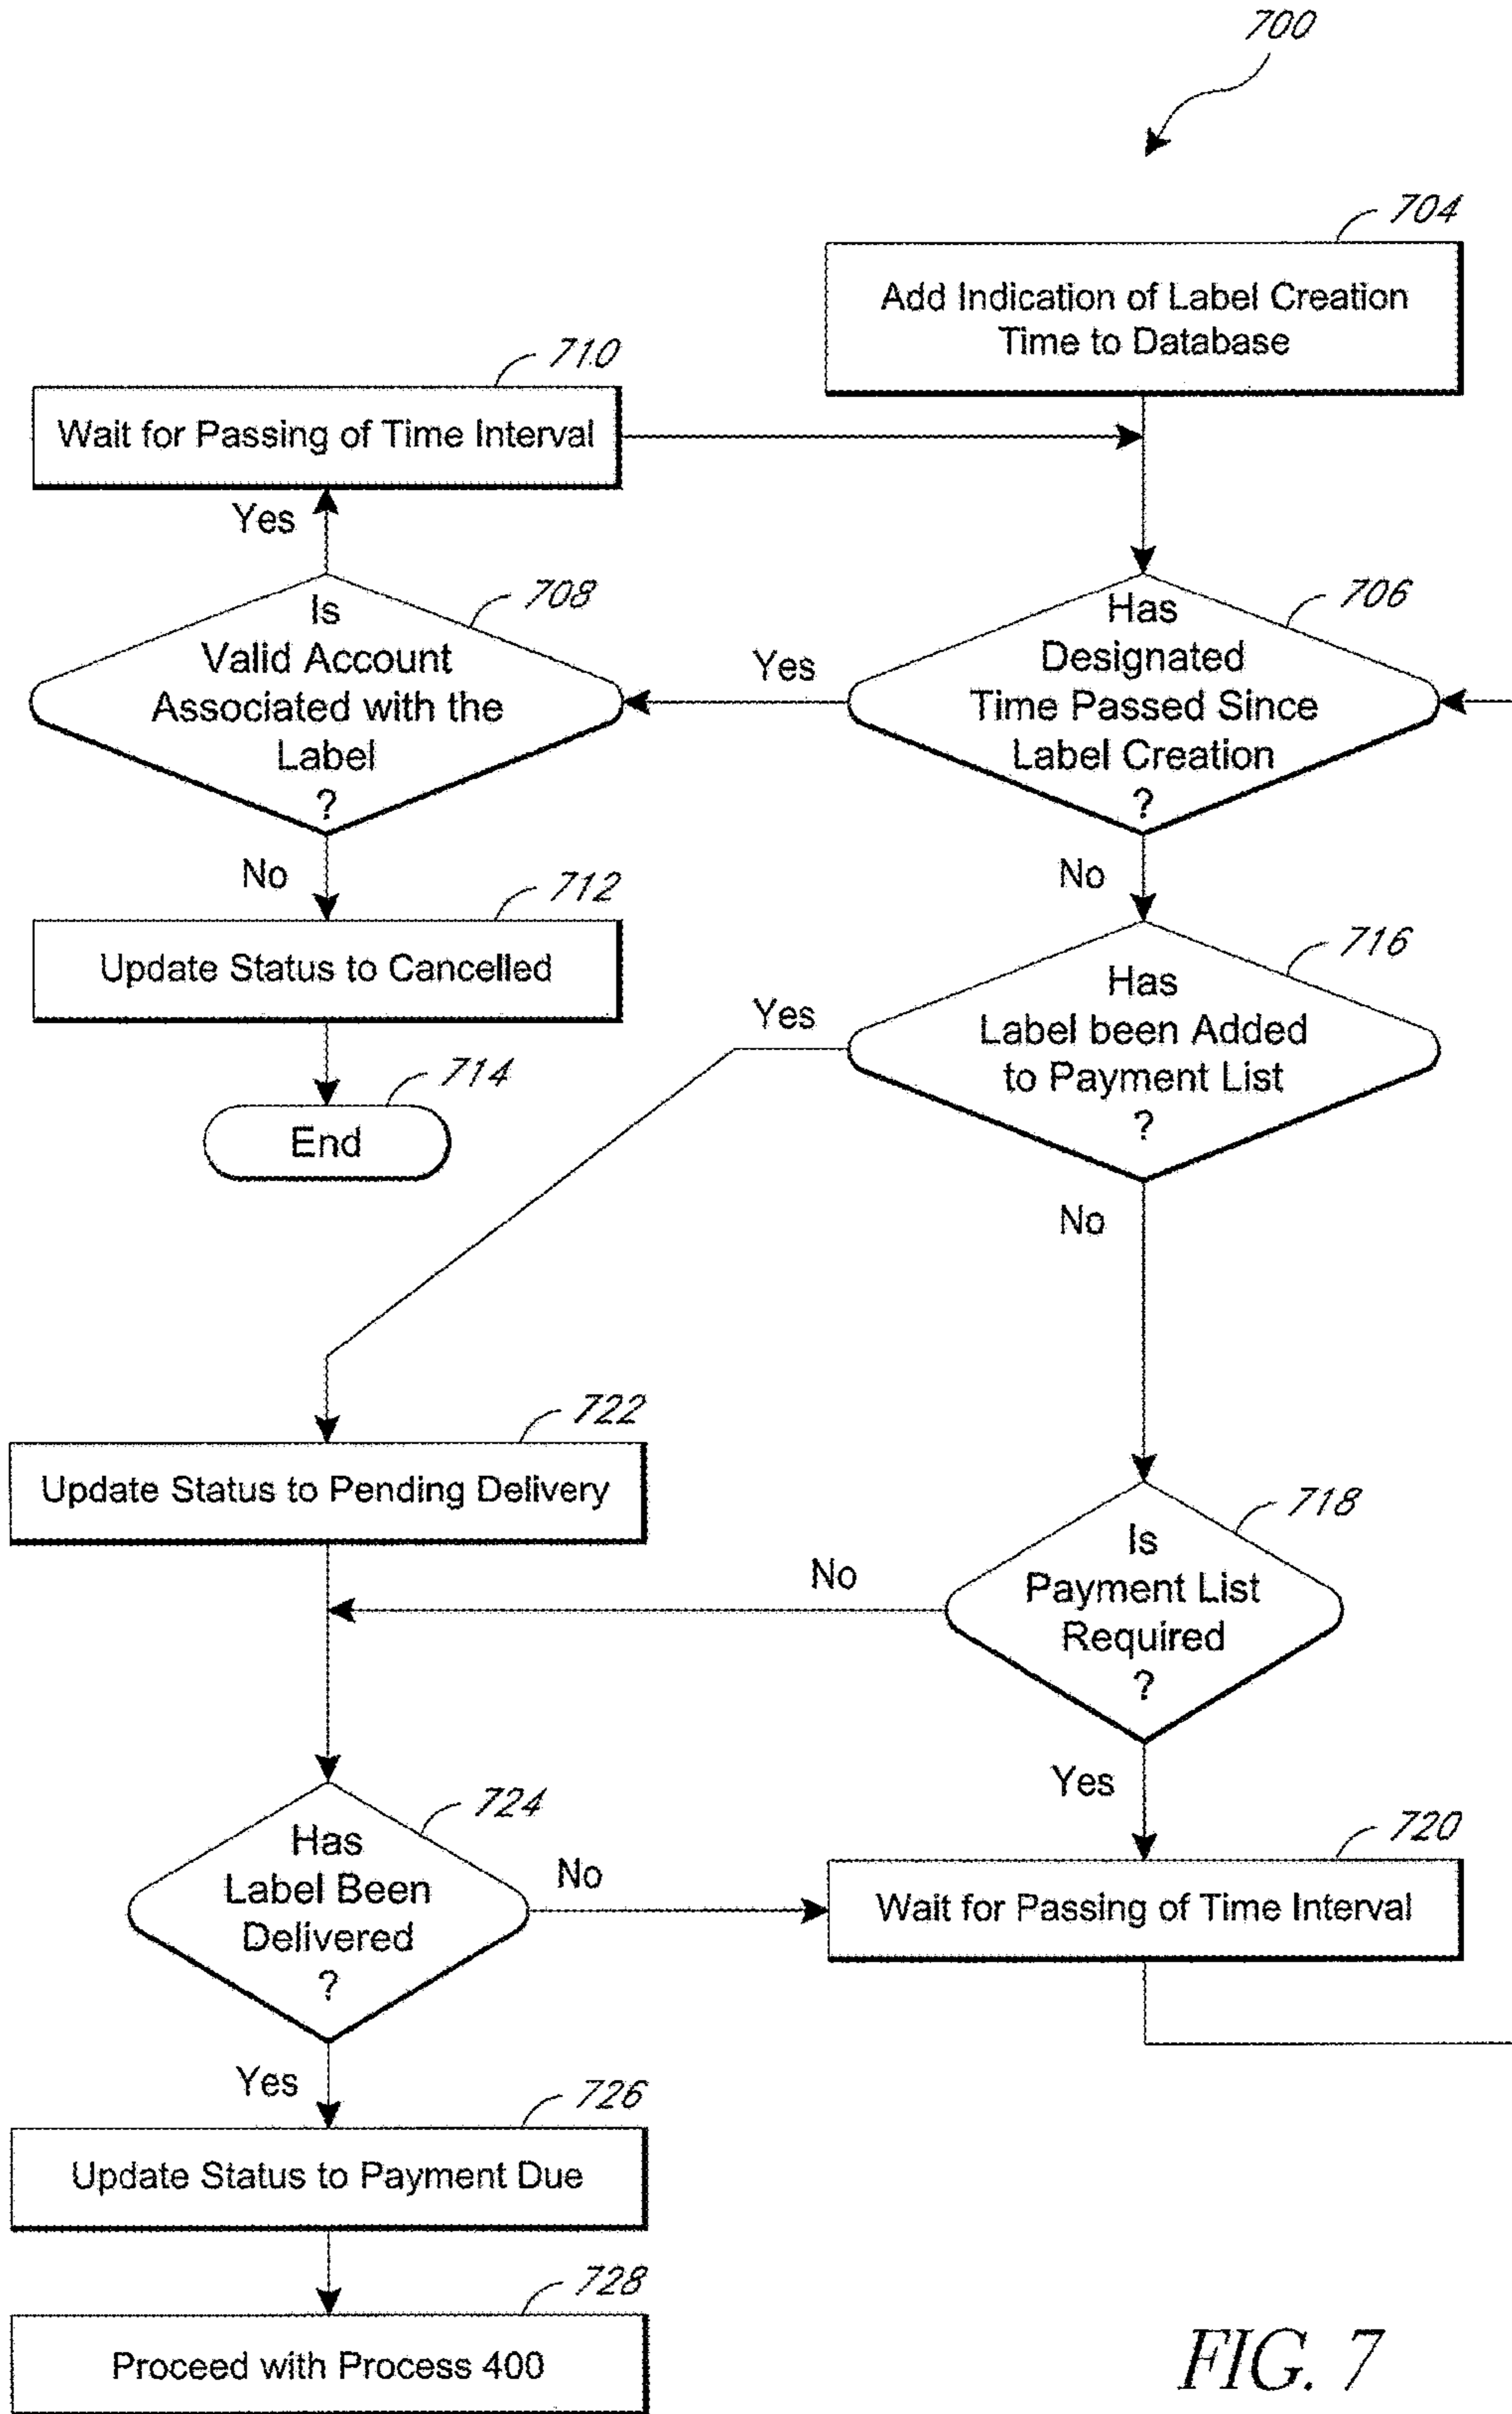 700
704
Add Indication of Label Creation
Time to Database
710
Wait for Passing of Time Interval
Yes
708
Is
Valid Account
Associated with the
Label
?
Yes
706
Has
Designated
Time Passed Since
Label Creation
?
No
712
Update Status to Cancelled
714
End
No
716
Has
Label been Added
to Payment List
?
Yes
No
722
Update Status to Pending Delivery
718
Is
Payment List
Required
?
No
Yes
724
Has
Label Been
Delivered
?
No
720
Wait for Passing of Time Interval
Yes
726
Update Status to Payment Due
728
Proceed with Process 400
FIG. 7